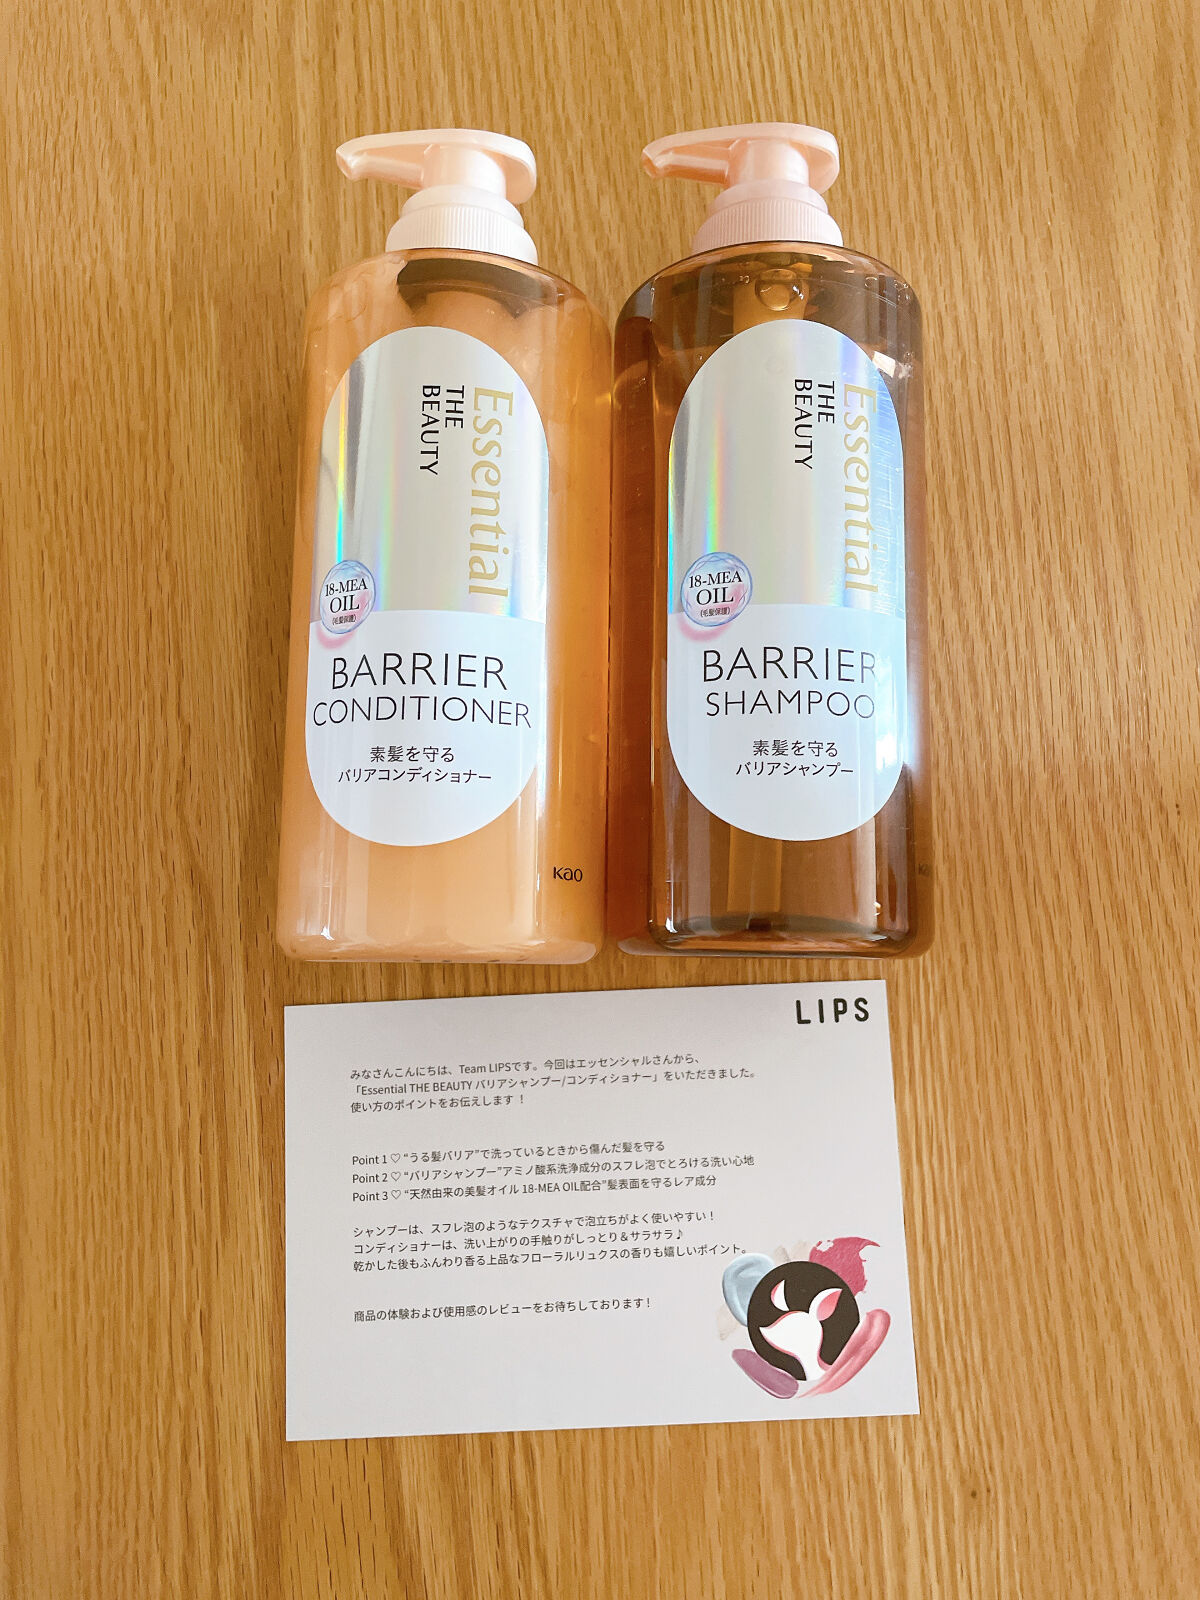 Essential
THE
BEAUTY
18-MEA
OIL
(毛髪保護)
BARRIER
CONDITIONER
素髪を守る
バリアコンディショナー
Kao
Essential
THE
BEAUTY
18-MEA
OIL
(毛髪保護)
BARRIER
SHAMPOO
素髪を守る
バリアシャンプー
LIPS
みなさんこんにちは、Team LIPSです。今回はエッセンシャルさんから、
「Essential THE BEAUTY バリアシャンプー/コンディショナー」をいただきました。
使い方のポイントをお伝えします！
Point 1 ♡ “うる髪バリア”で洗っているときから傷んだ髪を守る
Point 2 ♡ “バリアシャンプー”アミノ酸系洗浄成分のスフレ泡でとろける洗い心地
Point 3 ♡ “天然由来の美髪オイル 18-MEA OIL配合”髪表面を守るレア成分
シャンプーは、スフレ泡のようなテクスチャで泡立ちがよく使いやすい！
コンディショナーは、洗い上がりの手触りがしっとり＆サラサラ♪
乾かした後もふんわり香る上品なフローラルリュクスの香りも嬉しいポイント。
商品の体験および使用感のレビューをお待ちしております！